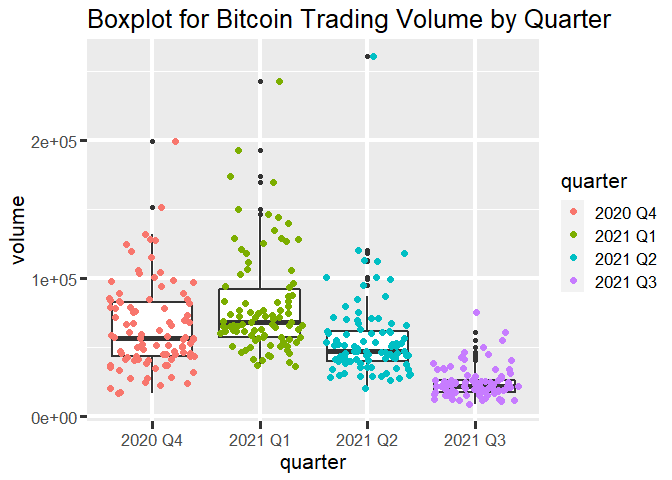 Boxplot for Bitcoin Trading Volume by Quarter
volume
2e+05
1e+05
0e+00
2020 Q4
2021 Q1
2021 Q2
2021 Q3
quarter
quarter
2020 Q4
2021 Q1
2021 Q2
2021 Q3